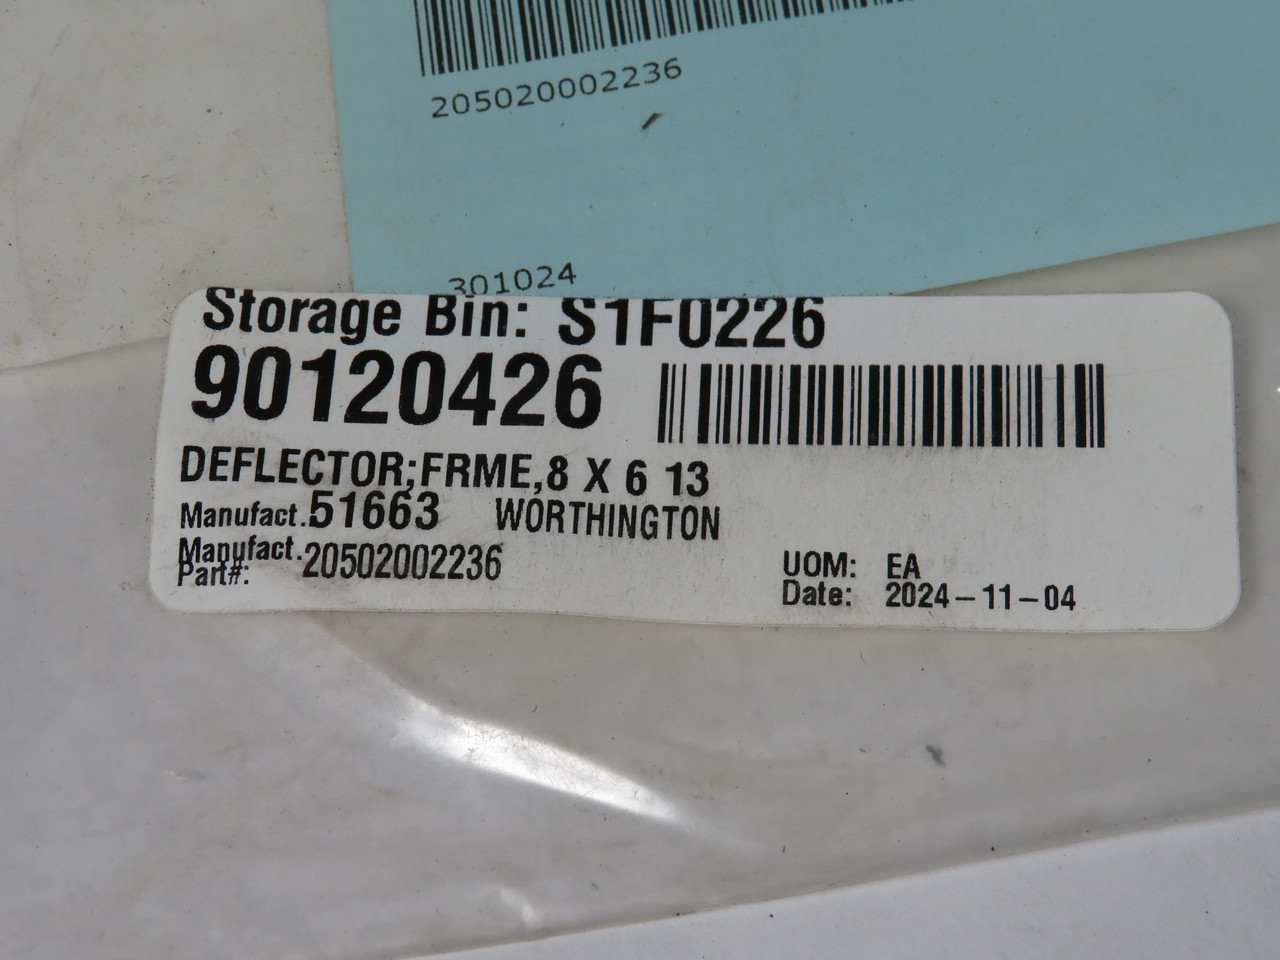 205020002236
301024
Storage Bin: S1F0226
90120426
DEFLECTOR;FRME,8 X 6 13
Manufact. 51663 WORTHINGTON
Manufact. Part#: 20502002236
UOM: EA
Date: 2024-11-04